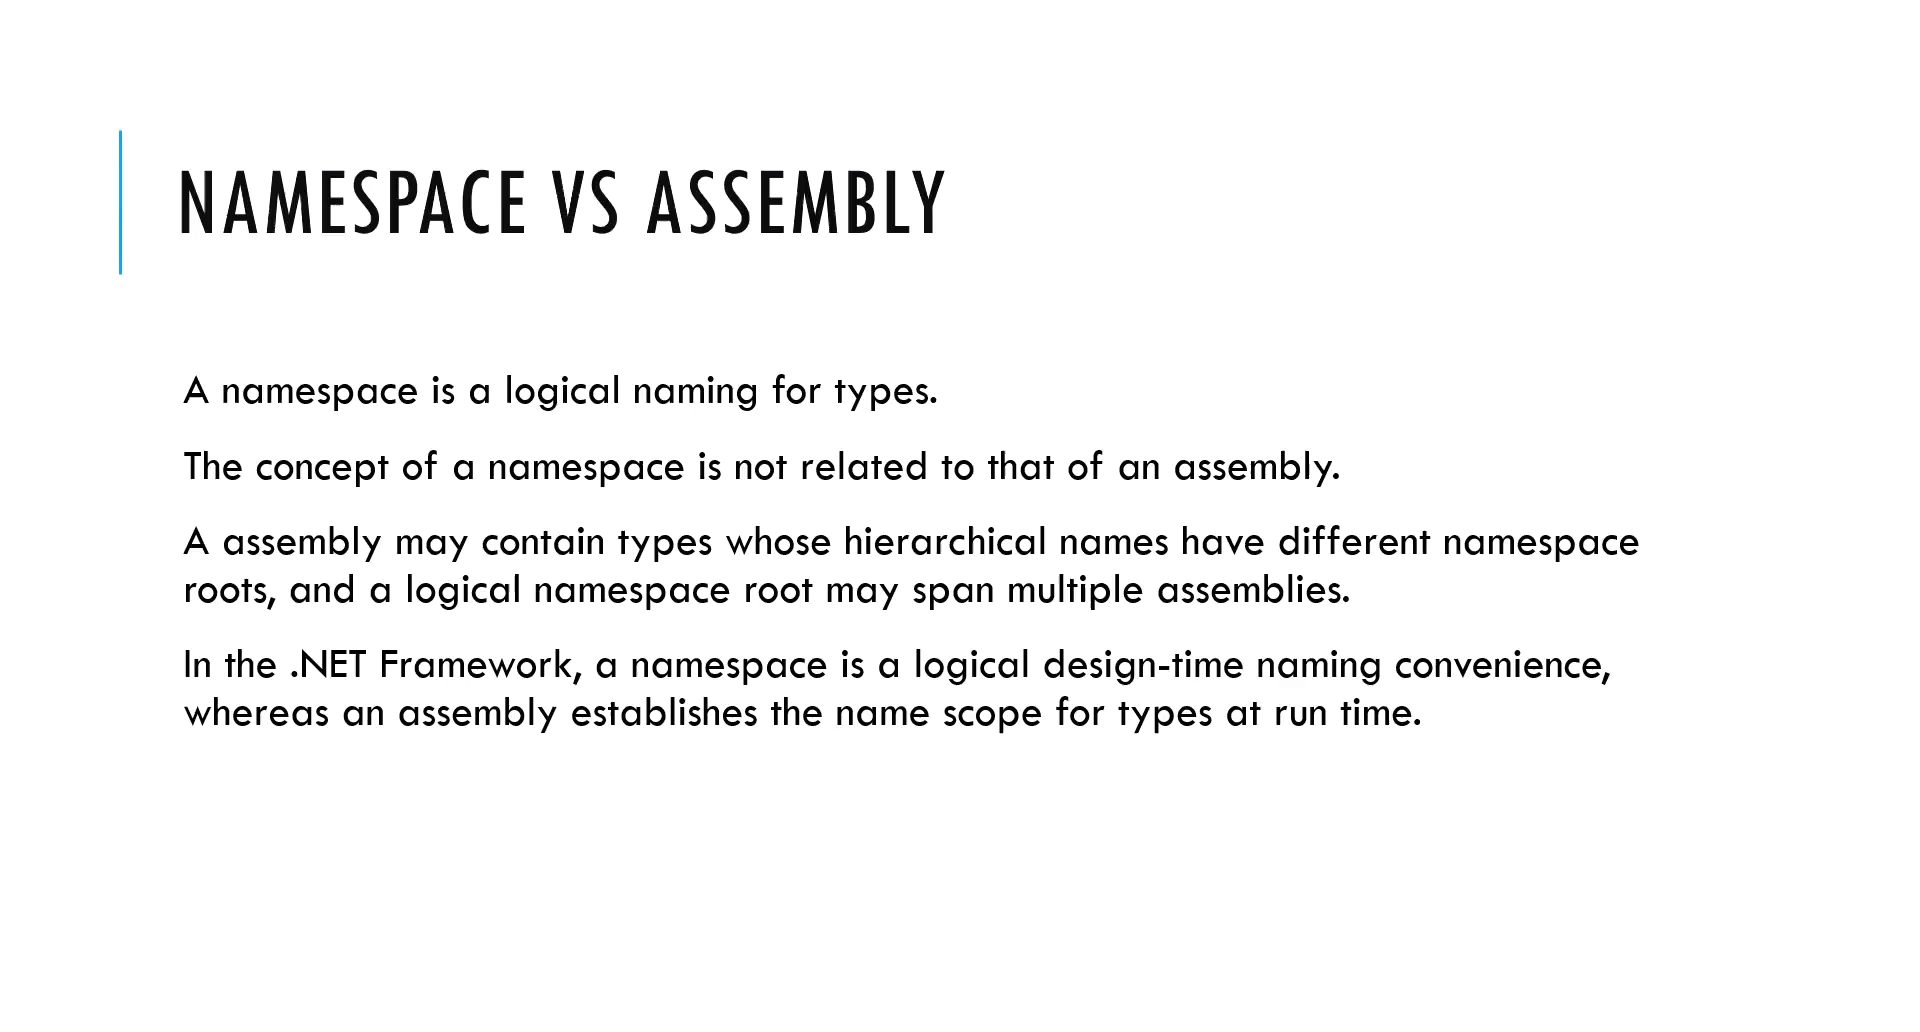 NAMESPACE VS ASSEMBLY
A namespace is a logical naming for types.
The concept of a namespace is not related to that of an assembly.
A assembly may contain types whose hierarchical names have different namespace
roots, and a logical namespace root may span multiple assemblies.
In the .NET Framework, a namespace is a logical design-time naming convenience,
whereas an assembly establishes the name scope for types at run time.